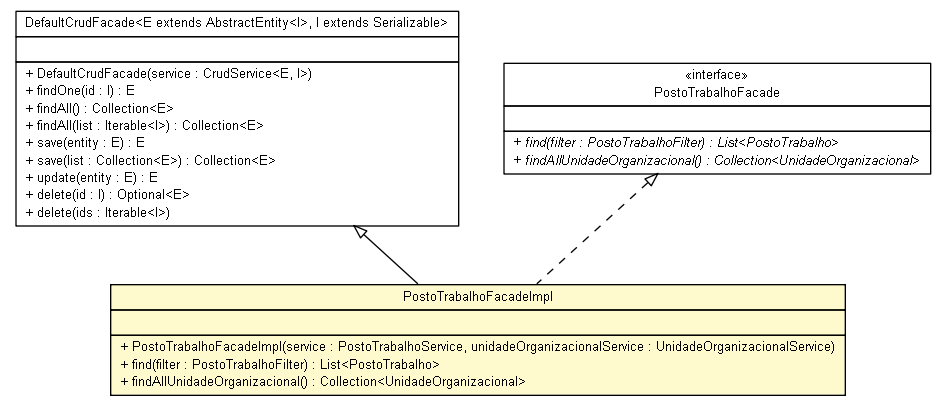 DefaultCrudFacade<E extends AbstractEntity<I>, I extends Serializable>
+ DefaultCrudFacade(service : CrudService<E, I>)
+ findOne(id : I) : E
+ findAll() : Collection<E>
+ findAll(list : Iterable<I>) : Collection<E>
+ save(entity : E) : E
+ save(list : Collection<E>) : Collection<E>
+ update(entity : E) : E
+ delete(id : I) : Optional<E>
+ delete(ids : Iterable<I>)
«interface»
PostoTrabalhoFacade
+ find(filter : PostoTrabalhoFilter) : List<PostoTrabalho>
+ findAllUnidadeOrganizacional() : Collection<UnidadeOrganizacional>
PostoTrabalhoFacadeImpl
+ PostoTrabalhoFacadeImpl(service : PostoTrabalhoService, unidadeOrganizacionalService : UnidadeOrganizacionalService)
+ find(filter : PostoTrabalhoFilter) : List<PostoTrabalho>
+ findAllUnidadeOrganizacional() : Collection<UnidadeOrganizacional>